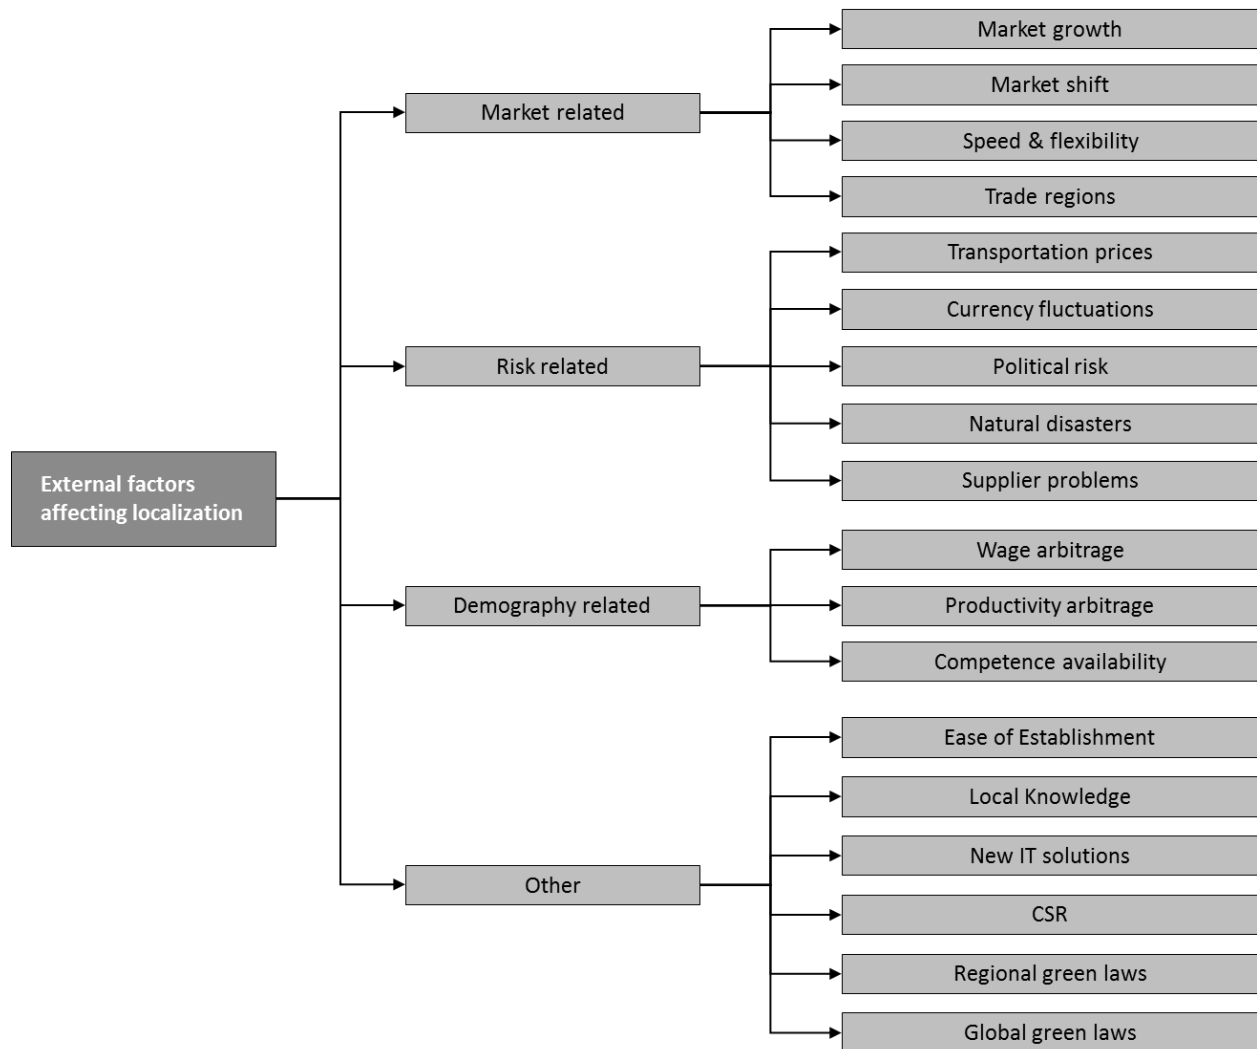 External factors
affecting localization
Market related
Market growth
Market shift
Speed & flexibility
Trade regions
Risk related
Transportation prices
Currency fluctuations
Political risk
Natural disasters
Supplier problems
Demography related
Wage arbitrage
Productivity arbitrage
Competence availability
Other
Ease of Establishment
Local Knowledge
New IT solutions
CSR
Regional green laws
Global green laws